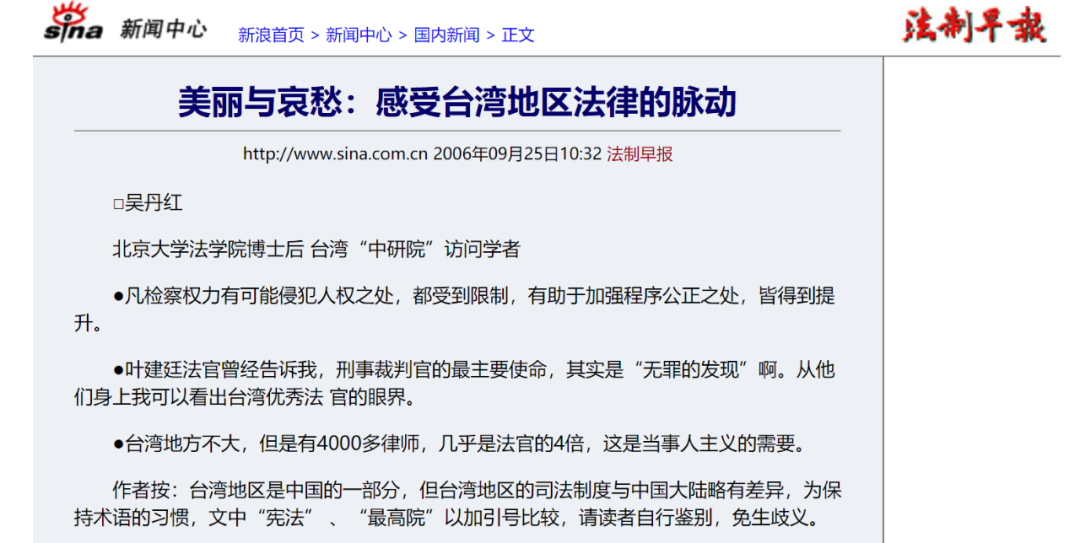 sina 新闻中心 新浪首页 > 新闻中心 > 国内新闻 > 正文 法制早报
美丽与哀愁：感受台湾地区法律的脉动
http://www.sina.com.cn 2006年09月25日10:32 法制早报
□吴丹红
北京大学法学院博士后 台湾“中研院”访问学者
●凡检察权力有可能侵犯人权之处，都受到限制，有助于加强程序公正之处，皆得到提
升。
●叶建廷法官曾经告诉我，刑事裁判官的最主要使命，其实是“无罪的发现”啊。从他
们身上我可以看出台湾优秀法 官的眼界。
●台湾地方不大，但是有4000多律师，几乎是法官的4倍，这是当事人主义的需要。
作者按：台湾地区是中国的一部分，但台湾地区的司法制度与中国大陆略有差异，为保
持术语的习惯，文中“宪法” 、“最高院”以加引号比较，请读者自行鉴别，免生歧义。